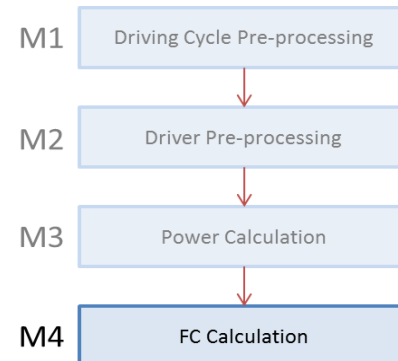 M1 Driving Cycle Pre-processing
M2 Driver Pre-processing
M3 Power Calculation
M4 FC Calculation